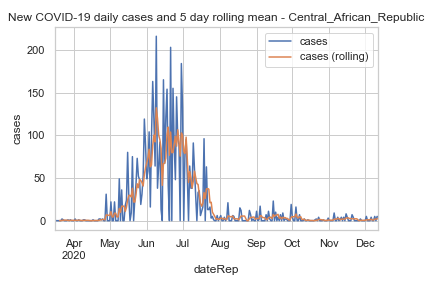 New COVID-19 daily cases and 5 day rolling mean - Central_African_Republic
cases
cases (rolling)
cases
200
150
100
50
0
Apr
2020
May
Jun
Jul
Aug
Sep
Oct
Nov
Dec
dateRep